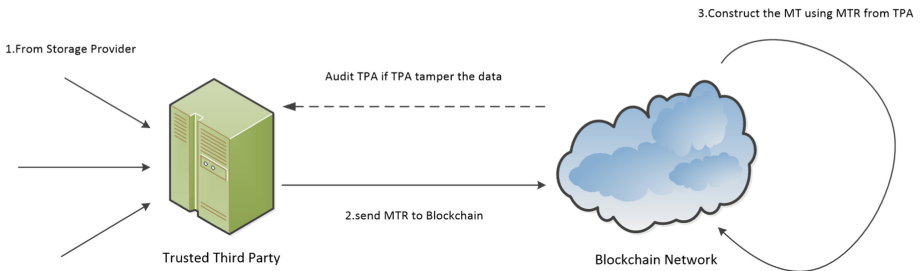 3.Construct the MT using MTR from TPA
1.From Storage Provider
Audit TPA if TPA tamper the data
2.send MTR to Blockchain
Trusted Third Party
Blockchain Network